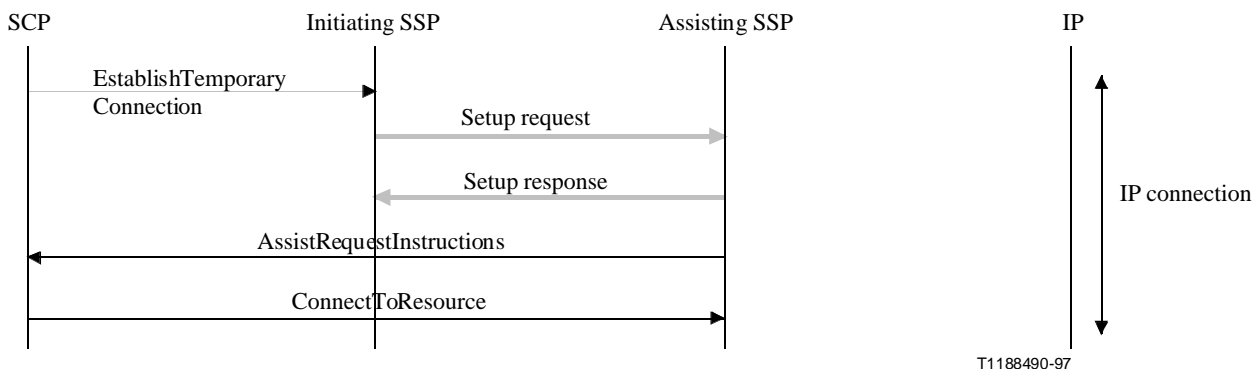 SCP
Initiating SSP
Assisting SSP
IP
EstablishTemporary
Connection
Setup request
Setup response
IP connection
AssistRequestInstructions
ConnectToResource
T1188490-97